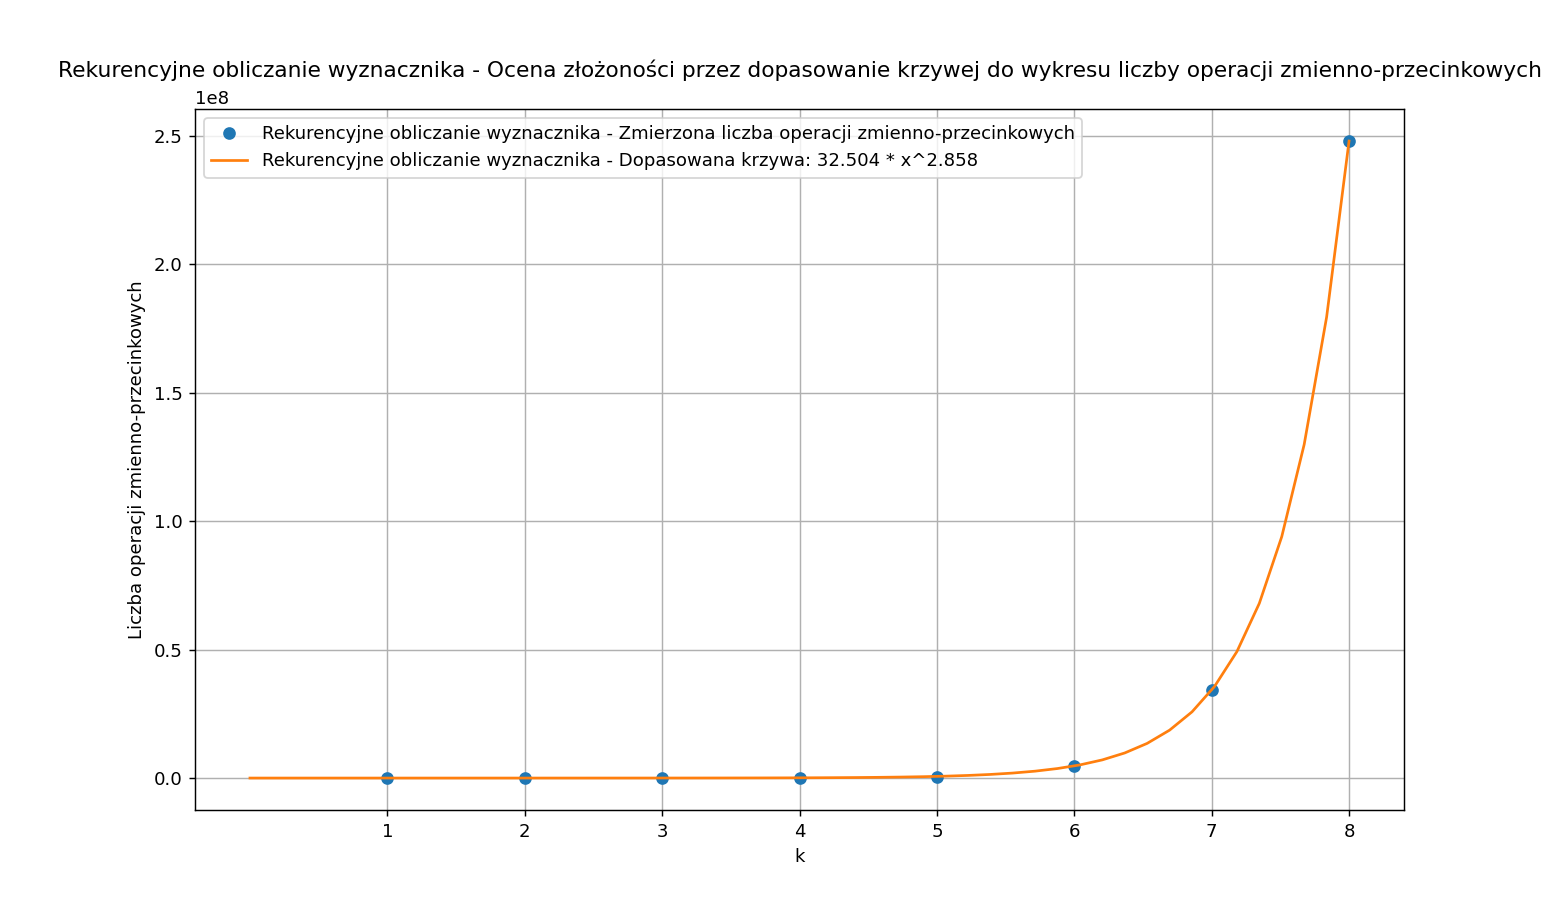 Rekurencyjne obliczanie wyznacznika - Ocena złożoności przez dopasowanie krzywej do wykresu liczby operacji zmienno-przecinkowych
1e8
Rekurencyjne obliczanie wyznacznika - Zmierzona liczba operacji zmienno-przecinkowych
Rekurencyjne obliczanie wyznacznika - Dopasowana krzywa: 32.504 * x^2.858
2.5
2.0
1.5
1.0
0.5
0.0
Liczba operacji zmienno-przecinkowych
1 2 3 4 5 6 7 8
k